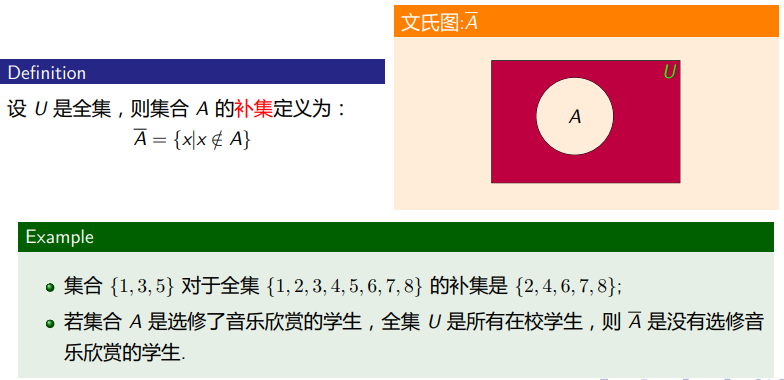 Definition
设 U 是全集，则集合 A 的补集定义为：
A̅ = {x|x ∉ A}
文氏图:A̅
U
A
Example
集合 {1, 3, 5} 对于全集 {1, 2, 3, 4, 5, 6, 7, 8} 的补集是 {2, 4, 6, 7, 8};
若集合 A 是选修了音乐欣赏的学生，全集 U 是所有在校学生，则 A̅ 是没有选修音
乐欣赏的学生.